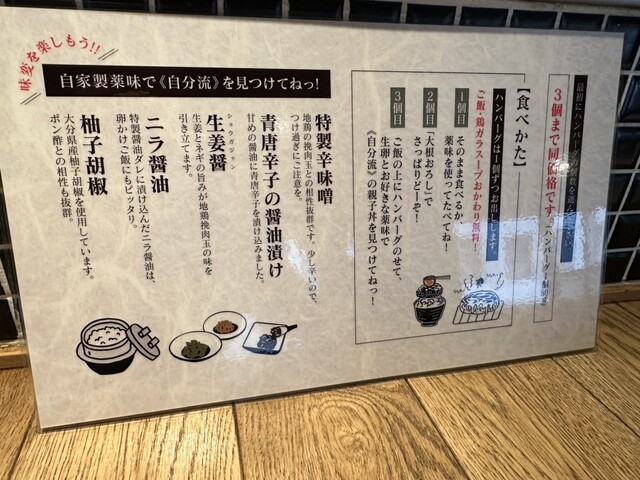 最初にハンバーグの
3個まで同価格です。
【食べかた】
ハンバーグは一個ずつお出しします。
ご飯・鶏ガラスープおかわり無料!
1個目
そのまま食べるか、
薬味を使ってたべてね!
2個目
「大根おろし」で
さっぱりどーぞ!
3個目
ご飯の上にハンバーグのせて、
生卵とお好きな薬味で
《自分流》の親子丼を見つけてねっ!
味変を楽しもう!!
自家製薬味で《自分流》を見つけてねっ!
特製辛味噌
地鶏の挽肉玉との相性抜群です。少し辛いので、
つけ過ぎにご注意を。
青唐辛子の醤油漬け
甘めの醤油に青唐辛子を漬け込みました。
ショウガジャン
生姜醤
生姜とネギの旨みが地鶏挽肉玉の味を
引き立てます。
ニラ醤油
特製醤油ダレに漬け込んだニラ醤油は、
卵かけご飯にもピッタリ。
柚子胡椒
大分県産柚子胡椒を使用しています。
ポン酢との相性も抜群。